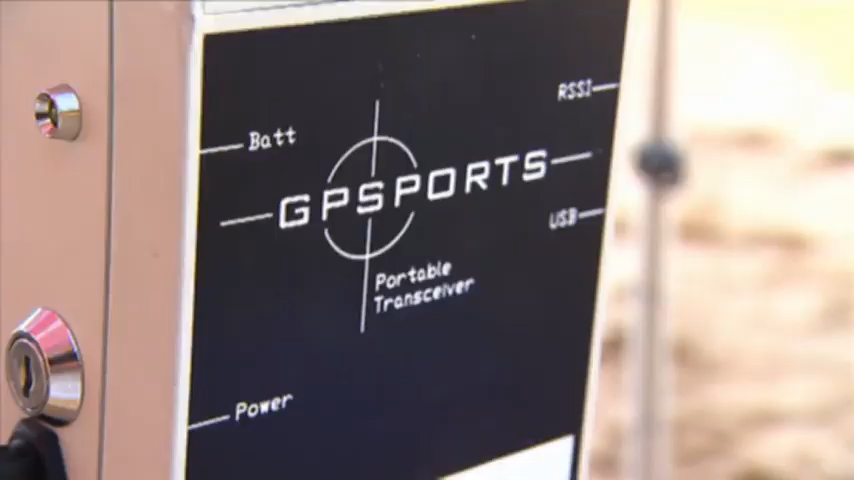 RSSI
Batt
GPSPORTS
USB
Portable
Transceiver
Power